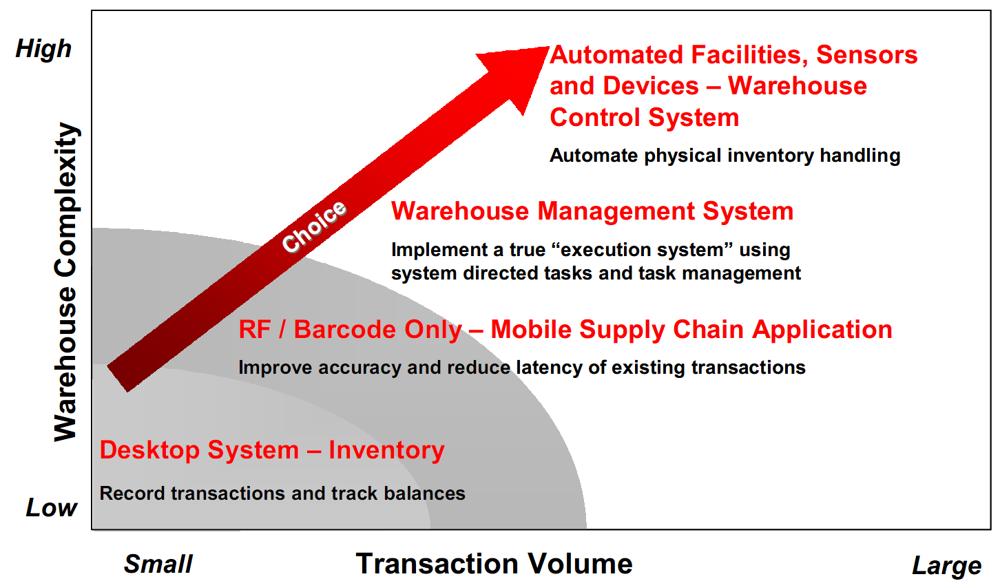 High
Automated Facilities, Sensors
and Devices – Warehouse
Control System
Automate physical inventory handling
Choice
Warehouse Management System
Implement a true “execution system” using
system directed tasks and task management
Warehouse Complexity
RF / Barcode Only – Mobile Supply Chain Application
Improve accuracy and reduce latency of existing transactions
Desktop System – Inventory
Record transactions and track balances
Low
Small
Transaction Volume
Large